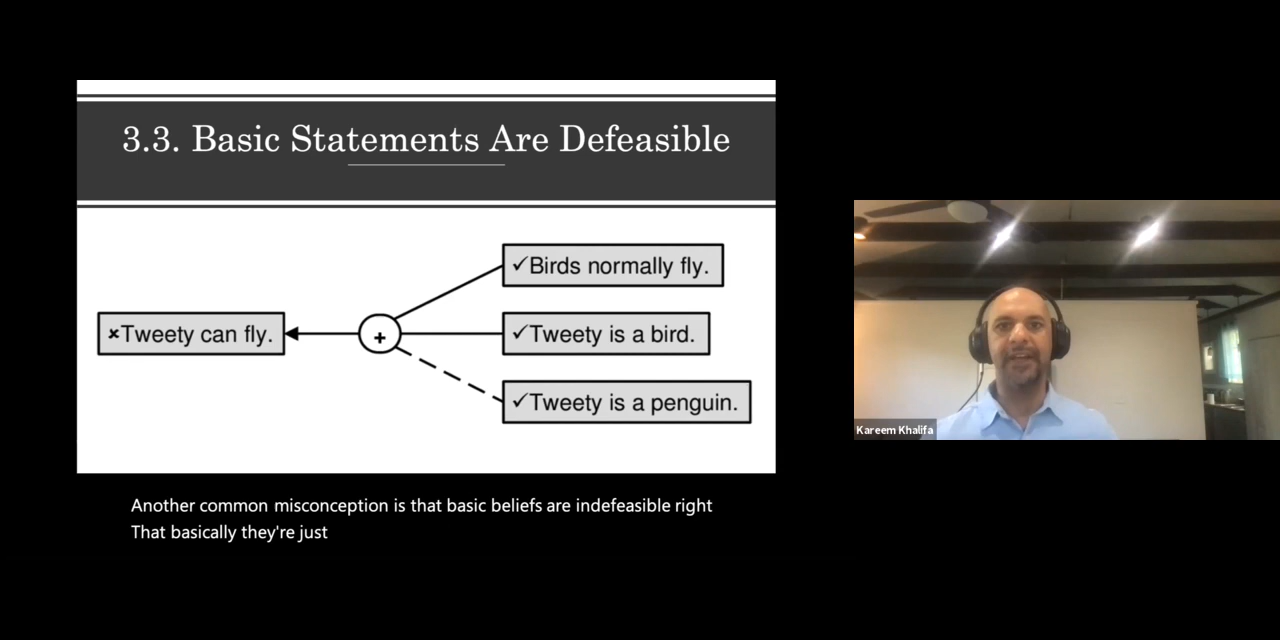 3.3. Basic Statements Are Defeasible
✓Birds normally fly.
×Tweety can fly.
+
✓Tweety is a bird.
✓Tweety is a penguin.
Kareem Khalifa
Another common misconception is that basic beliefs are indefeasible right
That basically they're just